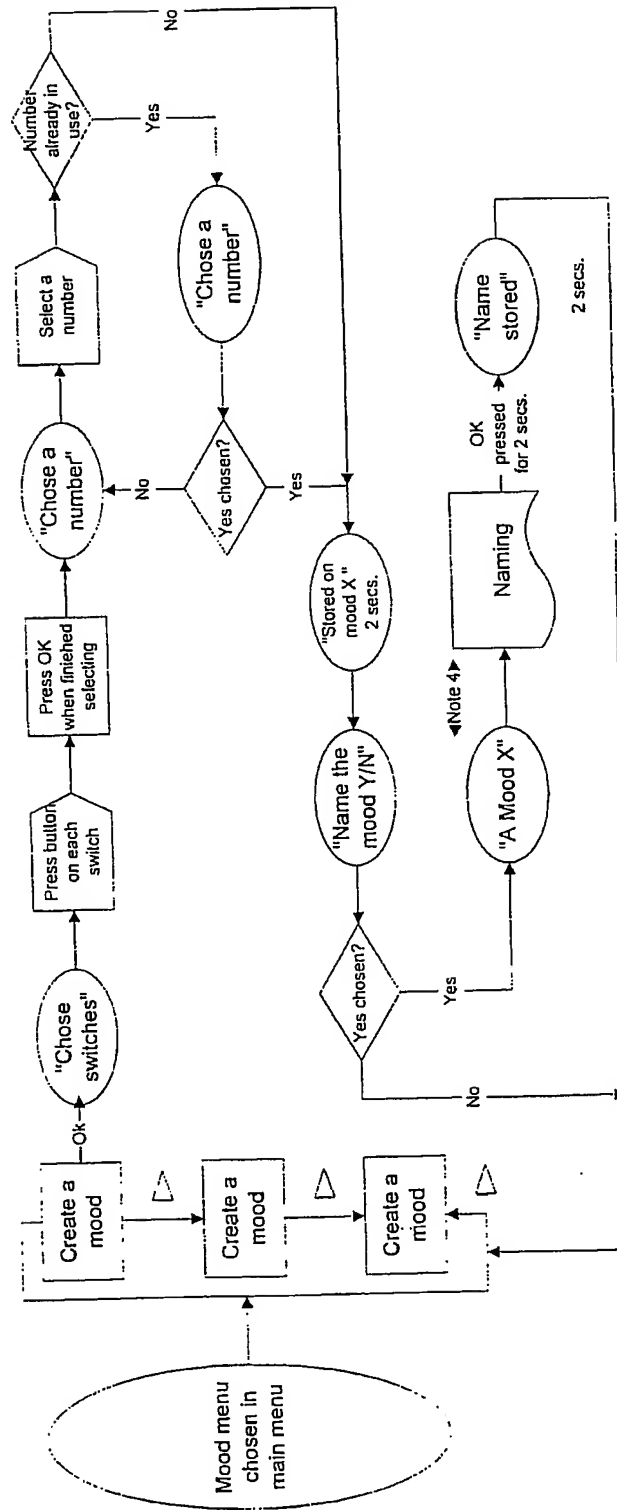 Mood menu
chosen in
main menu
Create a
mood
Create a
mood
Create a
mood
Ok
"Chose
switches"
Press button
on each
switch
Press OK
when finiehed
selecting
"Chose a
number"
Select a
number
Number
already in
use?
No
Yes
"Chose a
number"
Yes chosen?
No
Yes
"Stored on
mood X"
2 secs.
"Name the
mood Y/N"
Yes chosen?
No
Yes
"A Mood X"
Note 4
Naming
OK
pressed
for 2 secs.
"Name
stored"
2 secs.